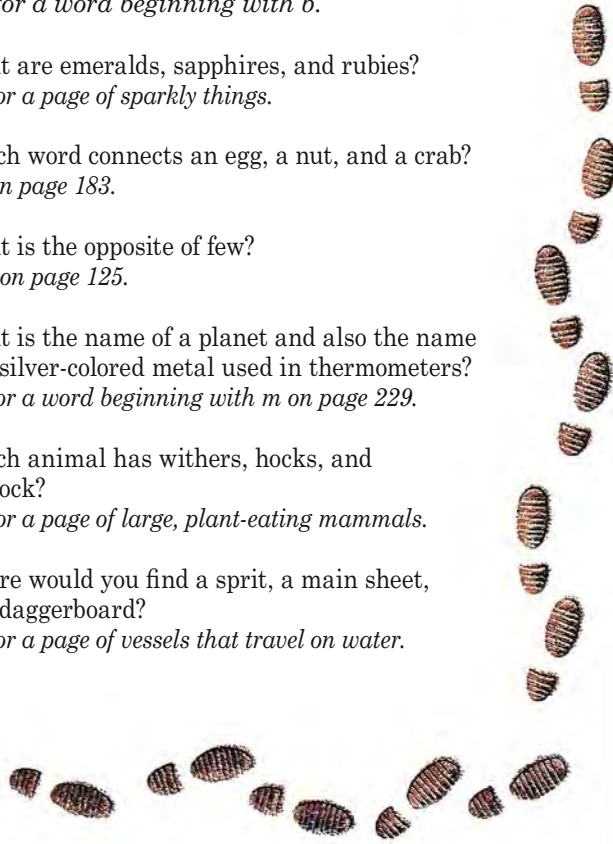 for a word beginning with b.
t are emeralds, sapphires, and rubies?
or a page of sparkly things.
ch word connects an egg, a nut, and a crab?
n page 183.
t is the opposite of few?
on page 125.
t is the name of a planet and also the name
silver-colored metal used in thermometers?
or a word beginning with m on page 229.
ch animal has withers, hocks, and
ock?
or a page of large, plant-eating mammals.
re would you find a sprit, a main sheet,
daggerboard?
or a page of vessels that travel on water.